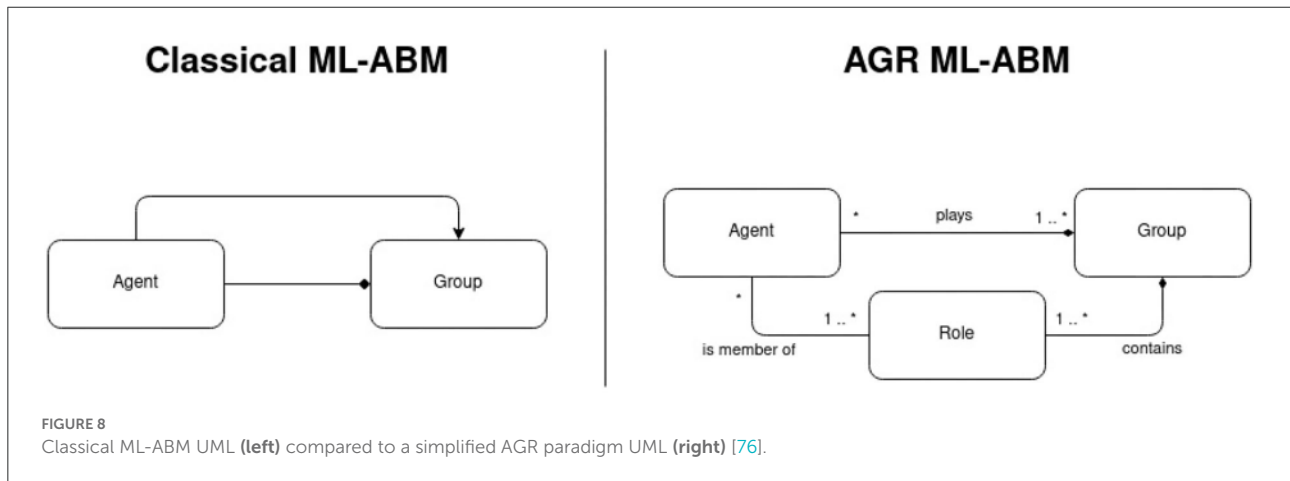 Classical ML-ABM
AGR ML-ABM
Agent
Group
Agent
*
plays
1 .. *
Group
*
is member of
1 .. *
Role
1 .. *
contains
FIGURE 8
Classical ML-ABM UML (left) compared to a simplified AGR paradigm UML (right) [76].